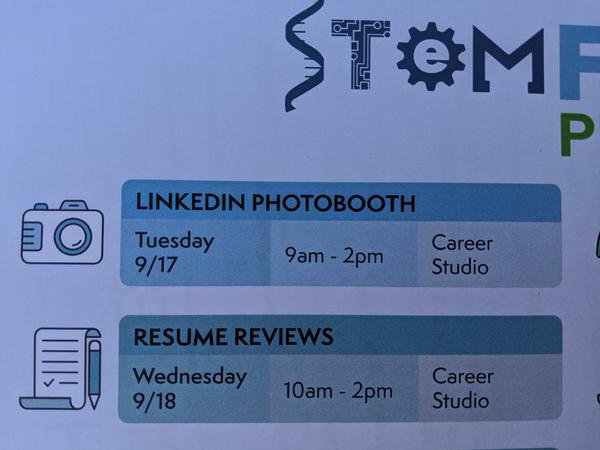 STeM F
P
LINKEDIN PHOTOBOOTH
Tuesday
9/17
9am - 2pm
Career
Studio
RESUME REVIEWS
Wednesday
9/18
10am - 2pm
Career
Studio